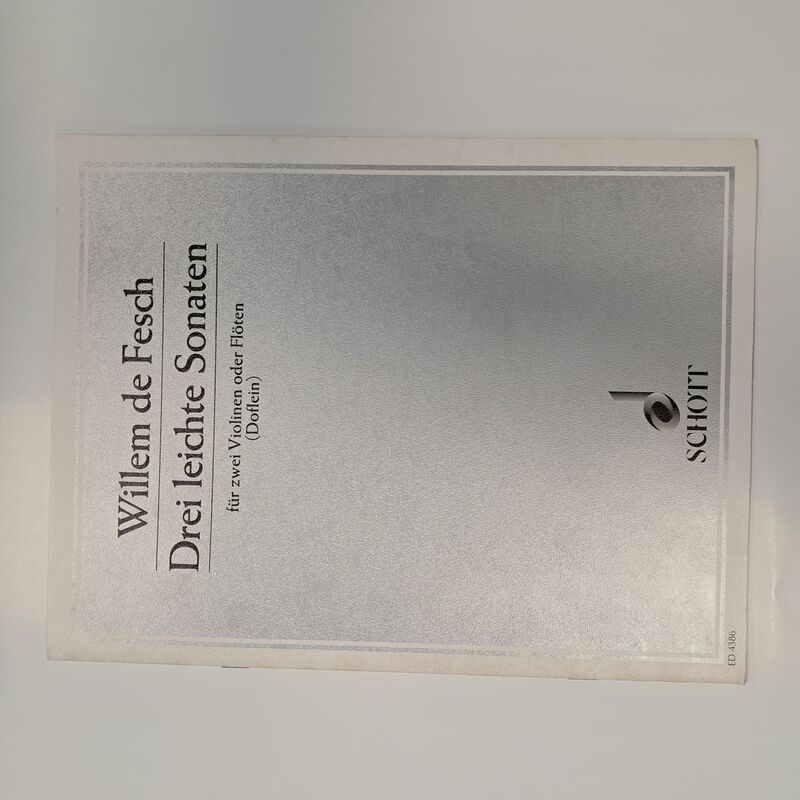 Willem de Fesch
Drei leichte Sonaten
für zwei Violinen oder Flöten
(Doflein)
SCHOTT
ED 4386